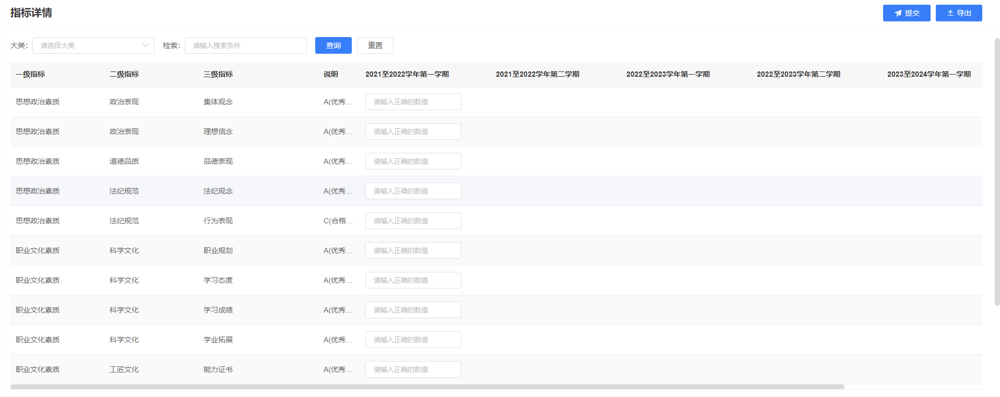 指标详情 提交 导出
大类： 请选择大类 检索： 请输入搜索条件 查询 重置
一级指标 二级指标 三级指标 说明 2021至2022学年第一学期 2021至2022学年第二学期 2022至2023学年第一学期 2022至2023学年第二学期 2023至2024学年第一学期
思想政治素质 政治表现 集体观念 A(优秀... 请输入正确的数值
思想政治素质 政治表现 理想信念 A(优秀... 请输入正确的数值
思想政治素质 道德品质 品德表现 A(优秀... 请输入正确的数值
思想政治素质 法纪规范 法纪观念 A(优秀... 请输入正确的数值
思想政治素质 法纪规范 行为表现 C(合格... 请输入正确的数值
职业文化素质 科学文化 职业规划 A(优秀... 请输入正确的数值
职业文化素质 科学文化 学习态度 A(优秀... 请输入正确的数值
职业文化素质 科学文化 学习成绩 A(优秀... 请输入正确的数值
职业文化素质 科学文化 学业拓展 A(优秀... 请输入正确的数值
职业文化素质 工匠文化 能力证书 A(优秀... 请输入正确的数值